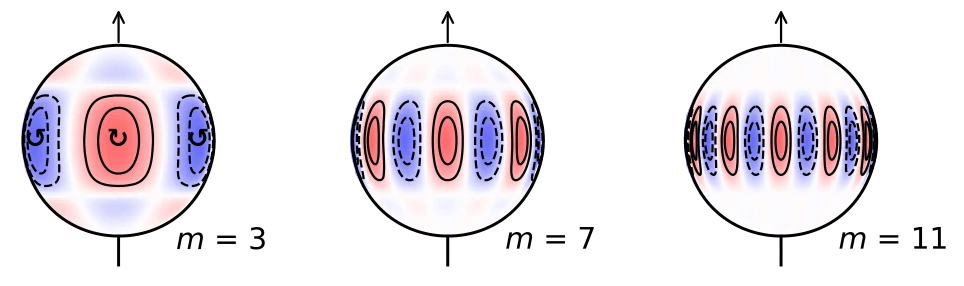 m = 3
m = 7
m = 11